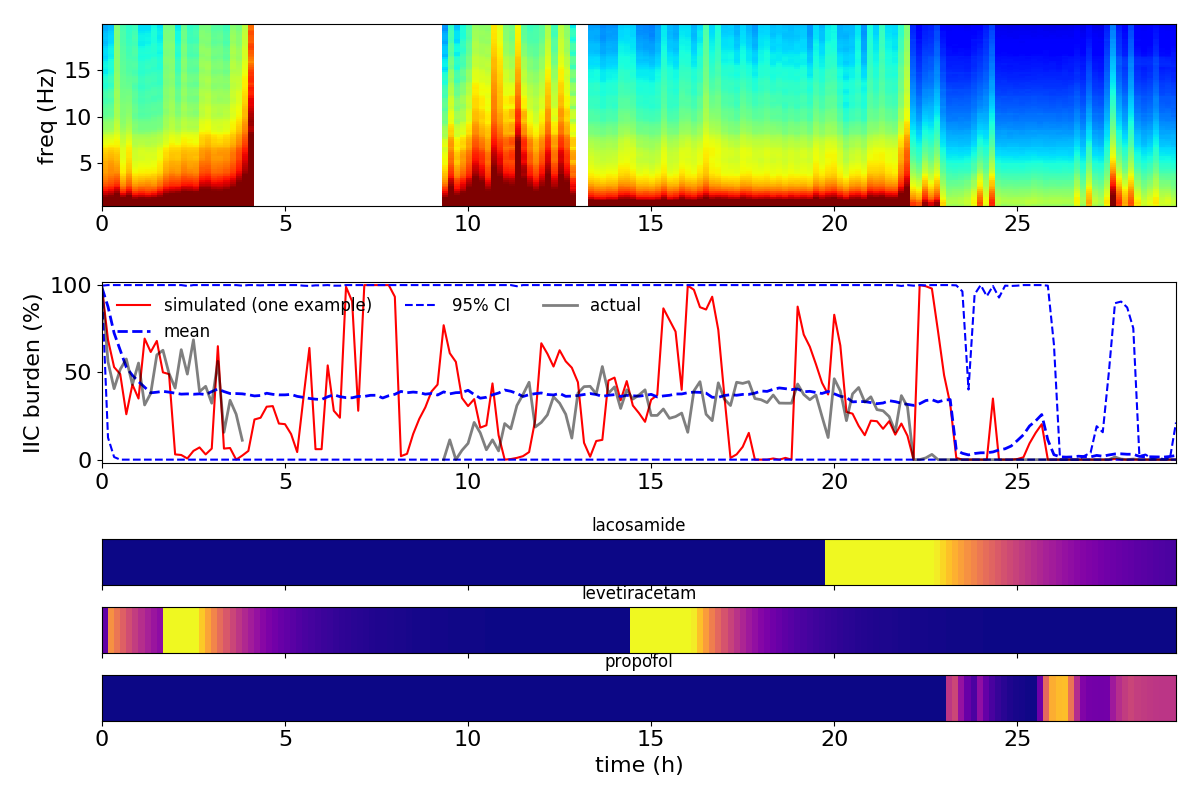 freq (Hz)
15
10
5
0 5 10 15 20 25
IIC burden (%)
100
50
0
simulated (one example) 95% CI actual
mean
0 5 10 15 20 25
lacosamide
levetiracetam
propofol
0 5 10 15 20 25
time (h)